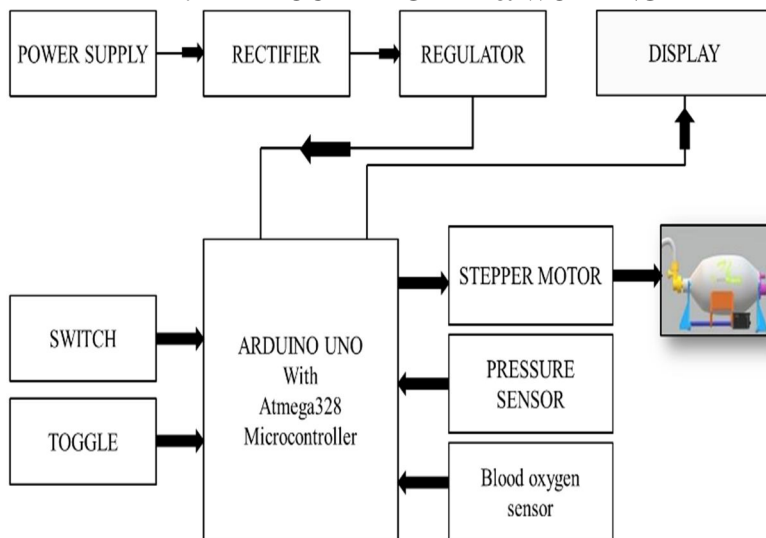 POWER SUPPLY
RECTIFIER
REGULATOR
DISPLAY
STEPPER MOTOR
SWITCH
ARDUINO UNO
With
Atmega328
Microcontroller
PRESSURE
SENSOR
TOGGLE
Blood oxygen
sensor